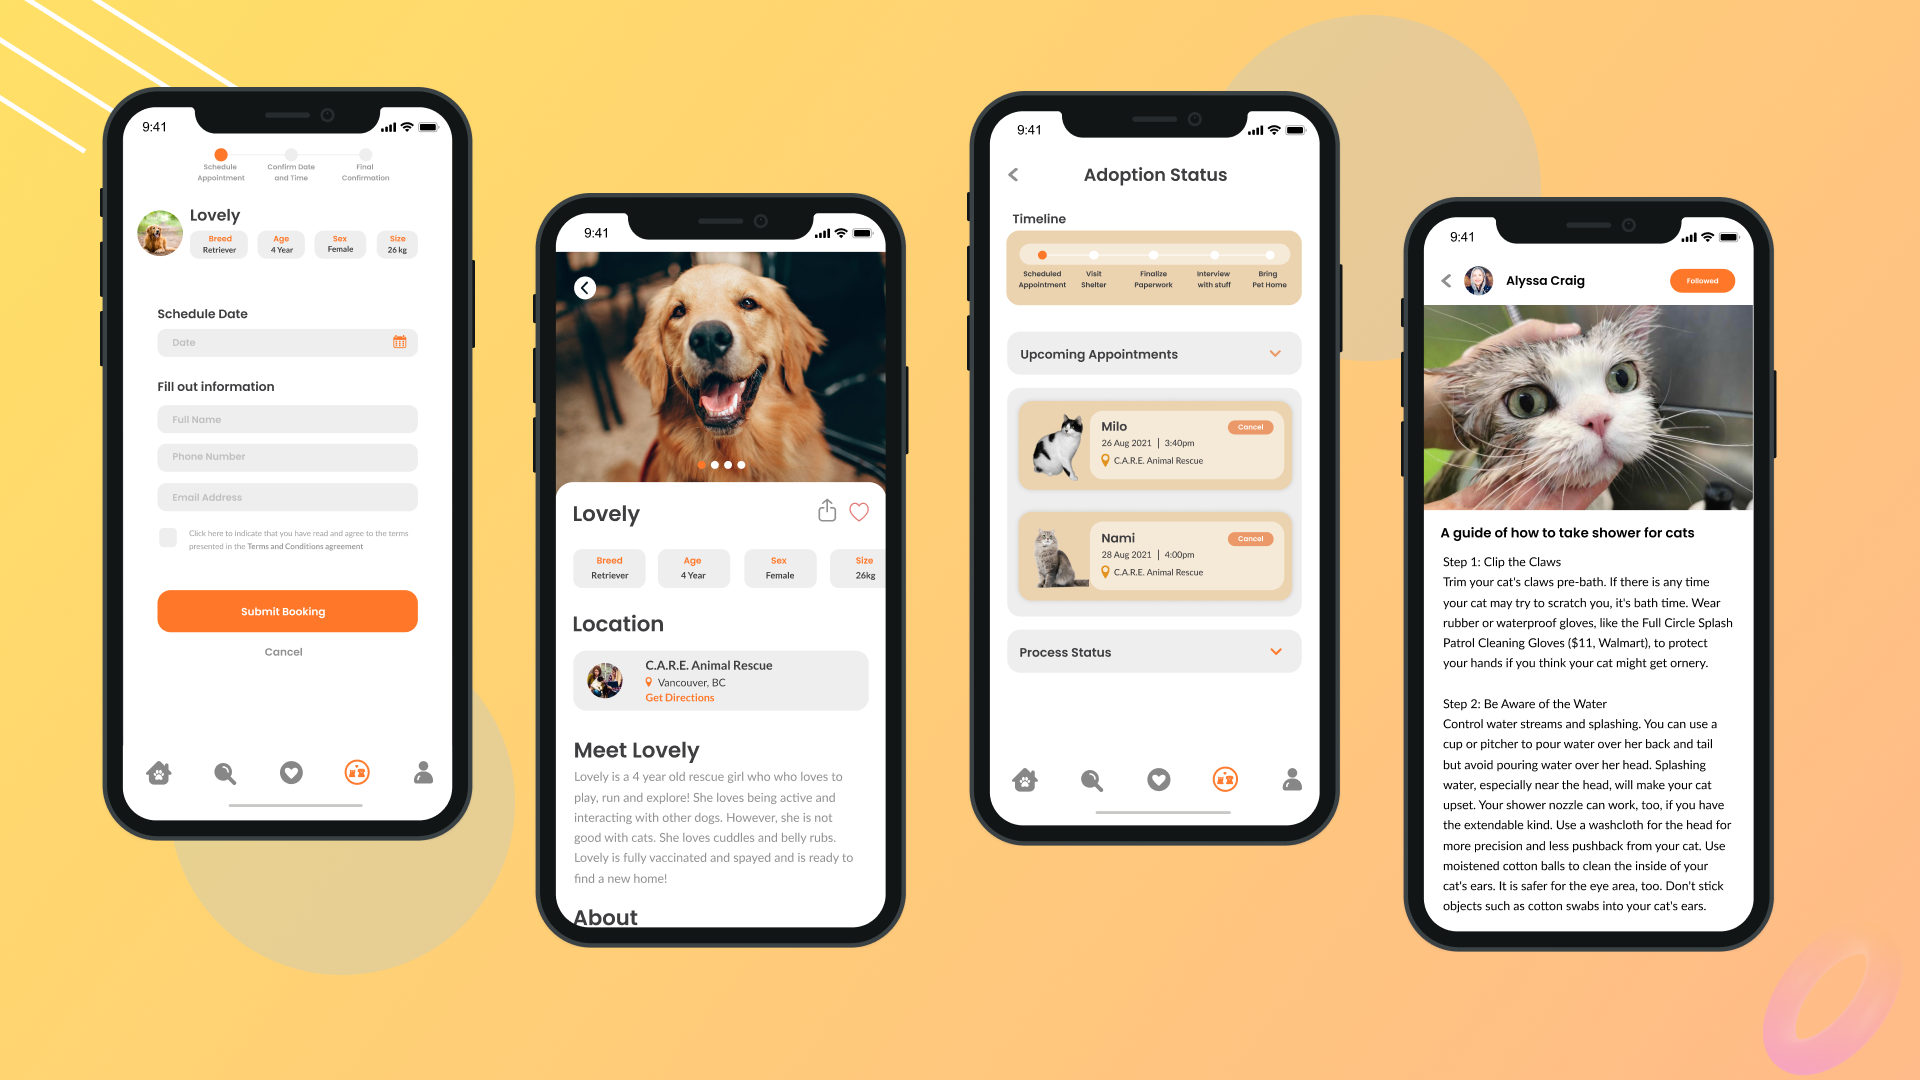 9:41
Schedule
Appointment
Confirm Date
and Time
Final
Confirmation
Lovely
Breed
Retriever
Age
4 Year
Sex
Female
Size
26 kg
Schedule Date
Date
Fill out information
Full Name
Phone Number
Email Address
Click here to indicate that you have read and agree to the terms
presented in the Terms and Conditions agreement
Submit Booking
Cancel
9:41
Lovely
Breed
Retriever
Age
4 Year
Sex
Female
Size
26kg
Location
C.A.R.E. Animal Rescue
Vancouver, BC
Get Directions
Meet Lovely
Lovely is a 4 year old rescue girl who who loves to
play, run and explore! She loves being active and
interacting with other dogs. However, she is not
good with cats. She loves cuddles and belly rubs.
Lovely is fully vaccinated and spayed and is ready to
find a new home!
About
9:41
Adoption Status
Timeline
Scheduled
Appointment
Visit
Shelter
Finalize
Paperwork
Interview
with stuff
Bring
Pet Home
Upcoming Appointments
Milo
Cancel
26 Aug 2021 | 3:40pm
C.A.R.E. Animal Rescue
Nami
Cancel
28 Aug 2021 | 4:00pm
C.A.R.E. Animal Rescue
Process Status
9:41
Alyssa Craig
Followed
A guide of how to take shower for cats
Step 1: Clip the Claws
Trim your cat's claws pre-bath. If there is any time
your cat may try to scratch you, it's bath time. Wear
rubber or waterproof gloves, like the Full Circle Splash
Patrol Cleaning Gloves ($11, Walmart), to protect
your hands if you think your cat might get ornery.
Step 2: Be Aware of the Water
Control water streams and splashing. You can use a
cup or pitcher to pour water over her back and tail
but avoid pouring water over her head. Splashing
water, especially near the head, will make your cat
upset. Your shower nozzle can work, too, if you have
the extendable kind. Use a washcloth for the head for
more precision and less pushback from your cat. Use
moistened cotton balls to clean the inside of your
cat's ears. It is safer for the eye area, too. Don't stick
objects such as cotton swabs into your cat's ears.